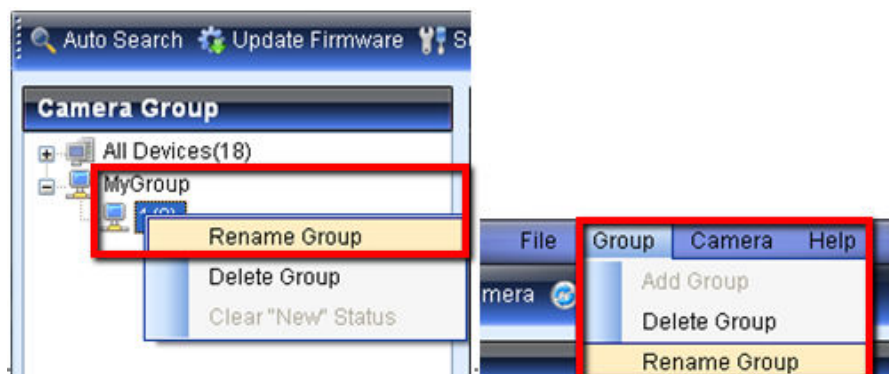 Auto Search Update Firmware
Camera Group
All Devices(18)
MyGroup
Rename Group
Delete Group
Clear "New" Status
File Group Camera Help
Add Group
Delete Group
Rename Group